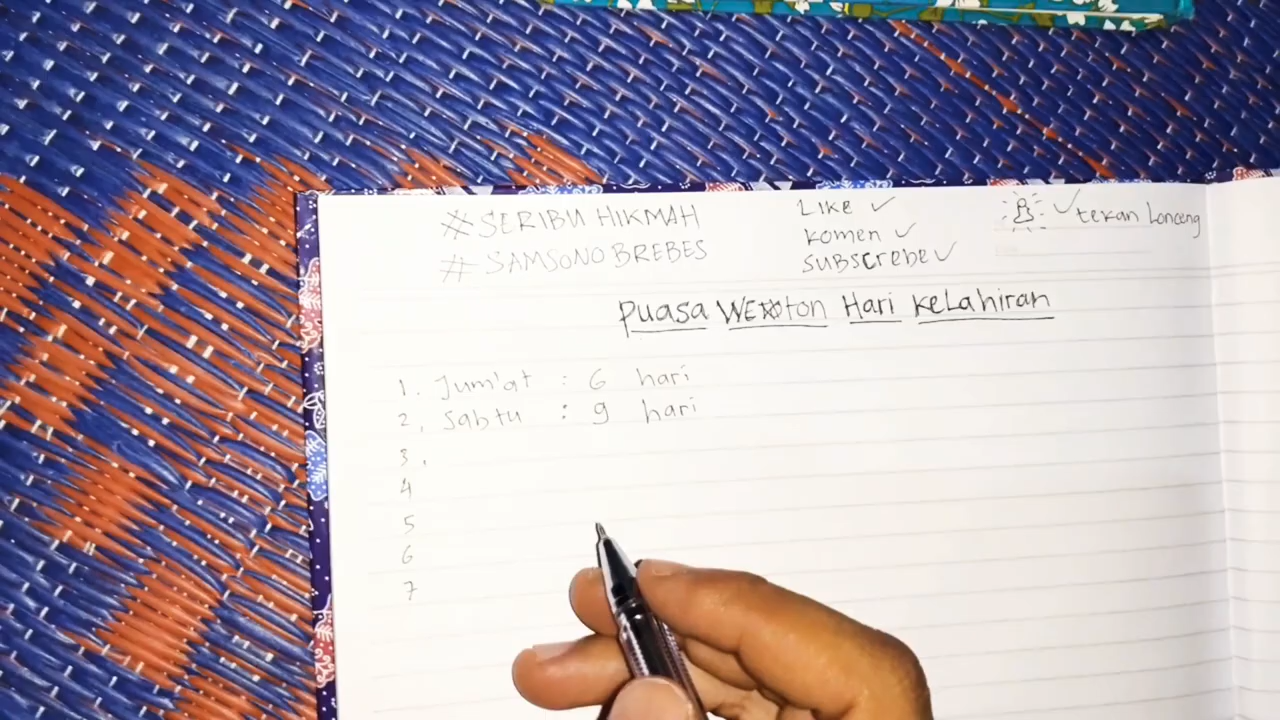 #SERIBU HIKMAH
#SAMSONO BREBES
LIKE ✓
komen ✓
SUBSCREBE ✓
✓ tekan Lonceng
Puasa WEton Hari KeLahiran
1. Jum'at : 6 hari
2. Sabtu : 9 hari
3.
4
5
6
7